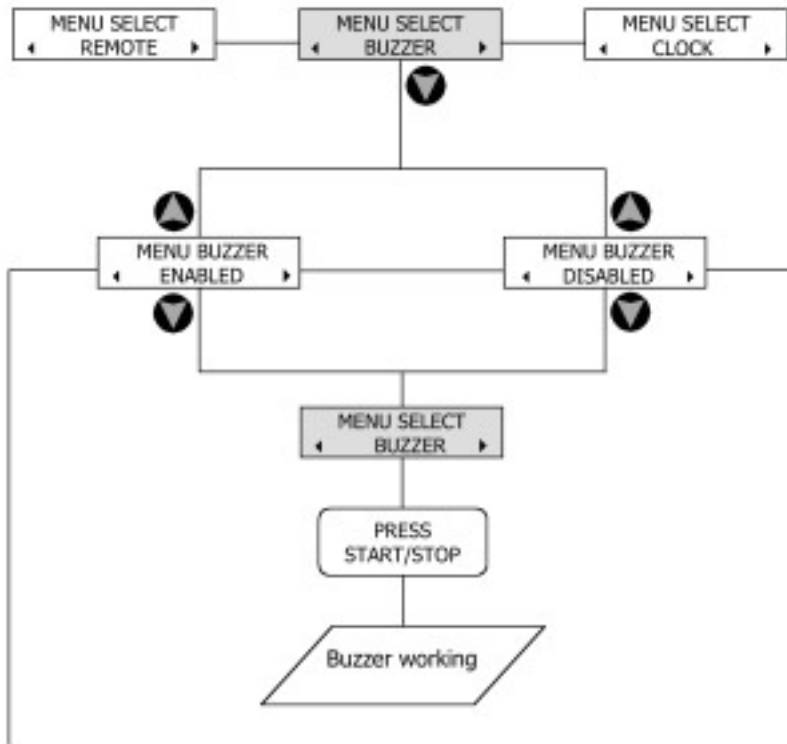 MENU SELECT
REMOTE
MENU SELECT
BUZZER
MENU SELECT
CLOCK
MENU BUZZER
ENABLED
MENU BUZZER
DISABLED
MENU SELECT
BUZZER
PRESS
START/STOP
Buzzer working